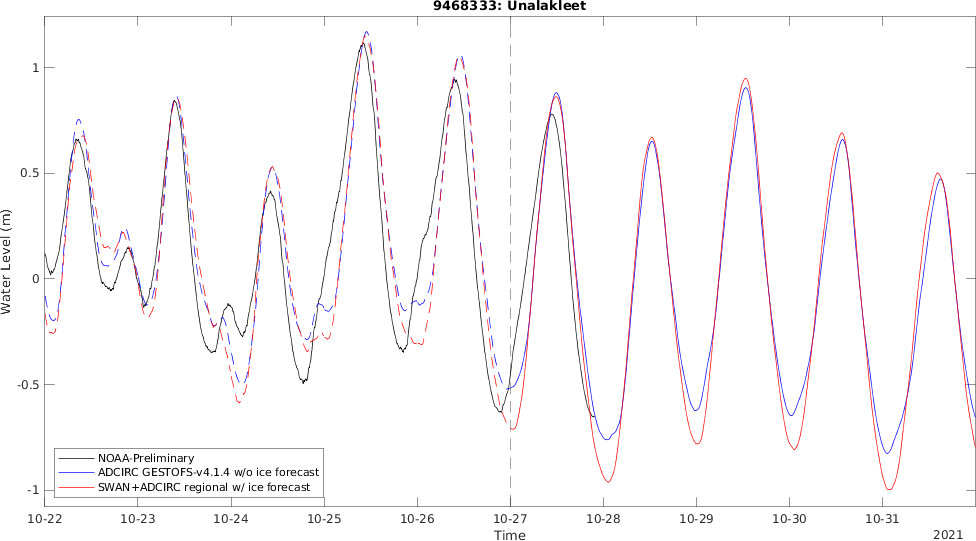 9468333: Unalakleet
Water Level (m)
1
0.5
0
-0.5
-1
NOAA-Preliminary
ADCIRC GESTOFS-v4.1.4 w/o ice forecast
SWAN+ADCIRC regional w/ ice forecast
10-22 10-23 10-24 10-25 10-26 10-27 10-28 10-29 10-30 10-31
Time
2021